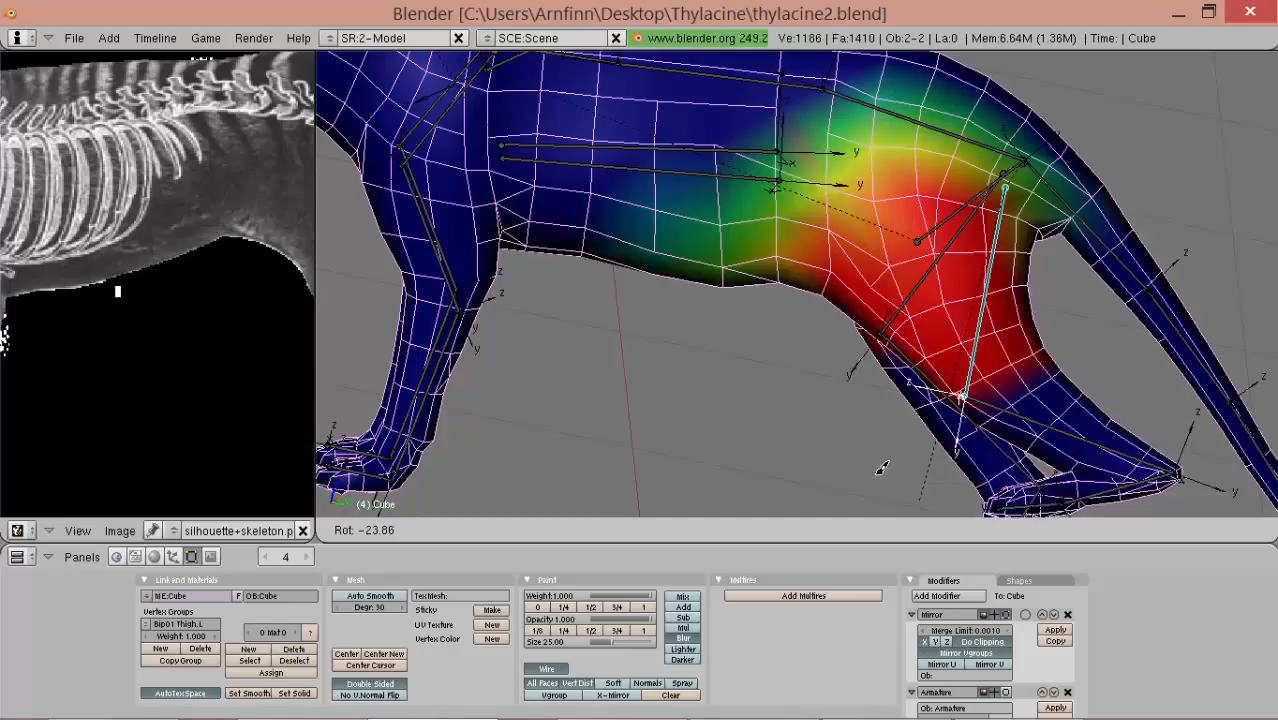 Blender [C:\Users\Arnfinn\Desktop\Thylacine\thylacine2.blend]
File Add Timeline Game Render Help SR:2-Model SCE:Scene www.blender.org 249.2 Ve:1166 | Fa:1410 | Ob:2-2 | La:0 | Mem:6.64M (1.36M) | Time: | Cube
y
x
y
z
z
z
y
y
y
z
z
z
z
y
(4) Cube
View Image silhouette+skeleton.p Rot: -23.86
Panels 4
Link and Materials Mesh Paint Multires Modifiers Shapes
ME:Cube F OB:Cube Auto Smooth TexMesh: Weight:1.000 Mix Add Multires Add Modifier To: Cube
Degr: 30 0 1/4 1/2 3/4 1 Add
Vertex Groups Sticky Make Sub Mirror Apply
Bip01 Thigh.L Opacity 1.000 Mul Merge Limit: 0.0010 Copy
Weight: 1.000 0 Mat 0 ? UV Texture New 1/8 1/4 1/2 3/4 1 Blur X Y Z Do Clipping
New Delete New Delete Vertex Color New Size 25.00 Lighter Mirror Vgroups
Copy Group Select Deselect Center Center New Darker Mirror U Mirror V
Assign Center Cursor Wire Ob:
AutoTexSpace Set Smooth Set Solid Double Sided All Faces Vert Dist Soft Normals Spray Armature
No V.Normal Flip Vgroup X-Mirror Clear Ob: Armature Apply